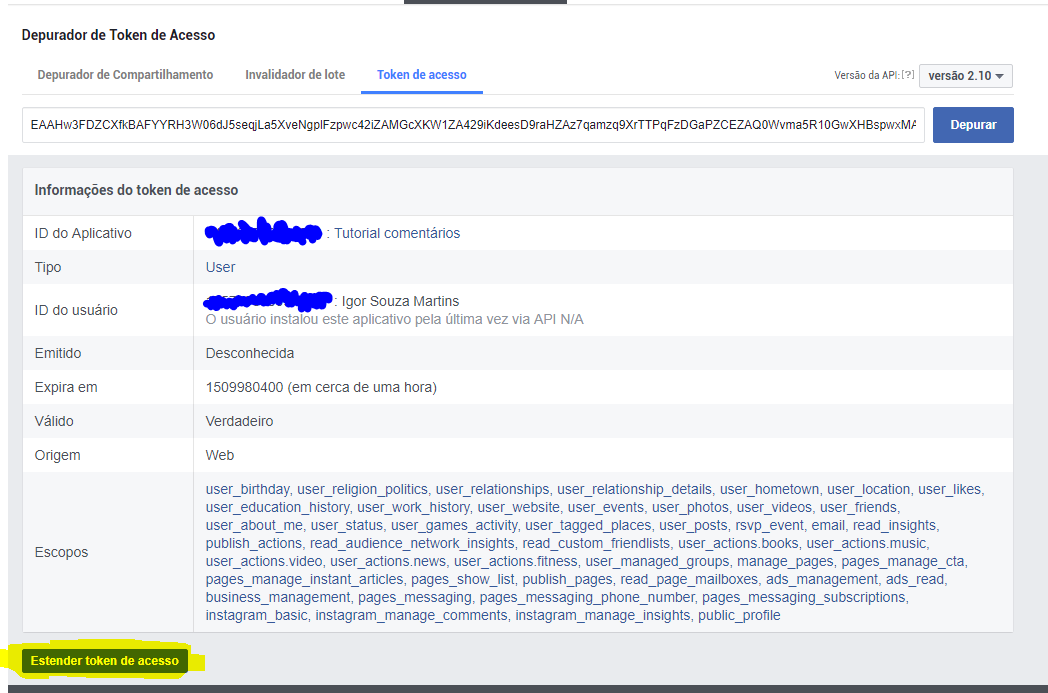 Depurador de Token de Acesso
Depurador de Compartilhamento Invalidador de lote Token de acesso Versão da API:[?] versão 2.10
EAAHw3FDZCXfkBAFYYRH3W06dJ5seqjLa5XveNgpIFzpwc42iZAMGcXKW1ZA429iKdeesD9raHZAz7qamzq9XrTTPqFzDGaPZCEZAQ0Wvma5R10GwXHBspwxMA Depurar
Informações do token de acesso
ID do Aplicativo : Tutorial comentários
Tipo User
ID do usuário : Igor Souza Martins
O usuário instalou este aplicativo pela última vez via API N/A
Emitido Desconhecida
Expira em 1509980400 (em cerca de uma hora)
Válido Verdadeiro
Origem Web
Escopos
user_birthday, user_religion_politics, user_relationships, user_relationship_details, user_hometown, user_location, user_likes,
user_education_history, user_work_history, user_website, user_events, user_photos, user_videos, user_friends,
user_about_me, user_status, user_games_activity, user_tagged_places, user_posts, rsvp_event, email, read_insights,
publish_actions, read_audience_network_insights, read_custom_friendlists, user_actions.books, user_actions.music,
user_actions.video, user_actions.news, user_actions.fitness, user_managed_groups, manage_pages, pages_manage_cta,
pages_manage_instant_articles, pages_show_list, publish_pages, read_page_mailboxes, ads_management, ads_read,
business_management, pages_messaging, pages_messaging_phone_number, pages_messaging_subscriptions,
instagram_basic, instagram_manage_comments, instagram_manage_insights, public_profile
Estender token de acesso